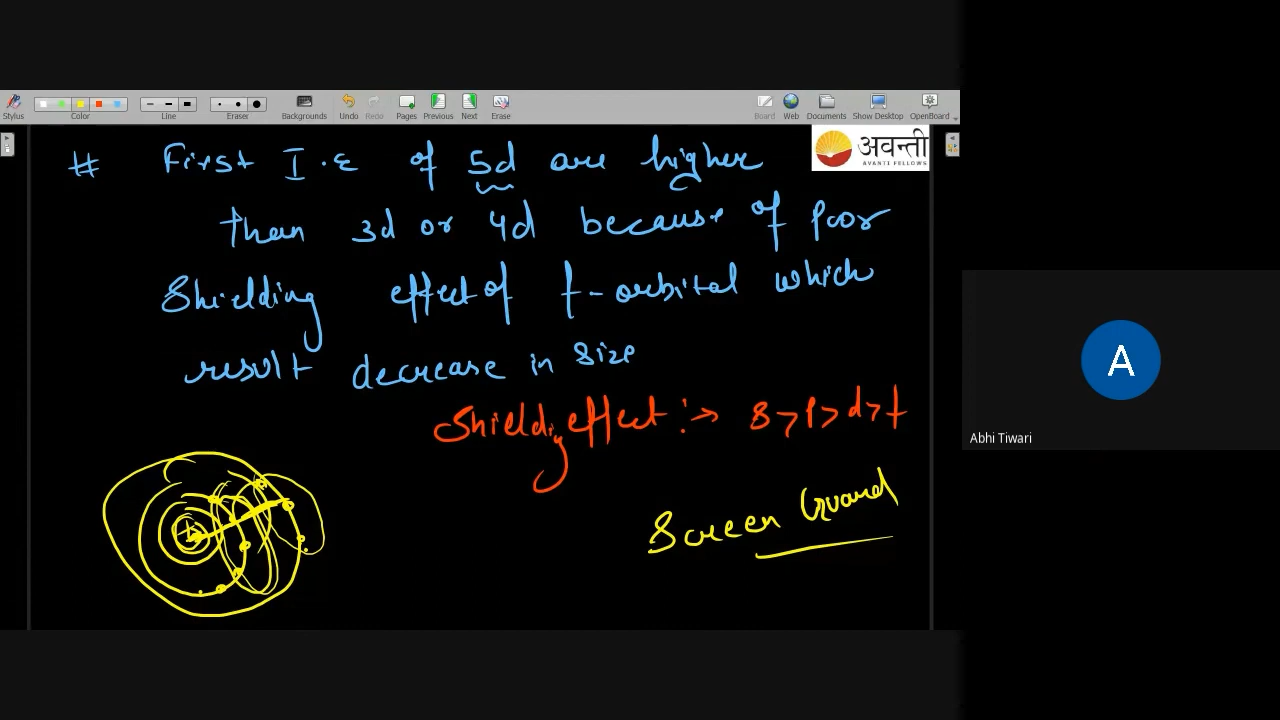 Stylus
Color
Line
Eraser
Backgrounds
Undo
Redo
Pages
Previous
Next
Erase
Board
Web
Documents
Show Desktop
OpenBoard
अवन्ती
AVANTI FELLOWS
# First I.E of 5d are higher
than 3d or 4d because of poor
Shielding effect of f-orbital which
result decrease in size
Shielding effect :→ s > p > d > f
Screen Guard
+
A
Abhi Tiwari